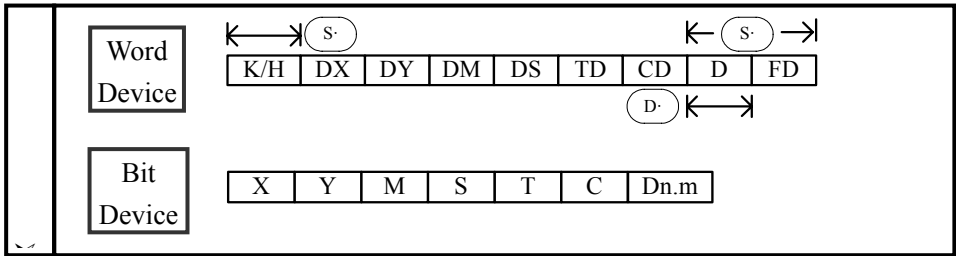 Word
Device
S·
S·
K/H DX DY DM DS TD CD D FD
D·
Bit
Device
X Y M S T C Dn.m